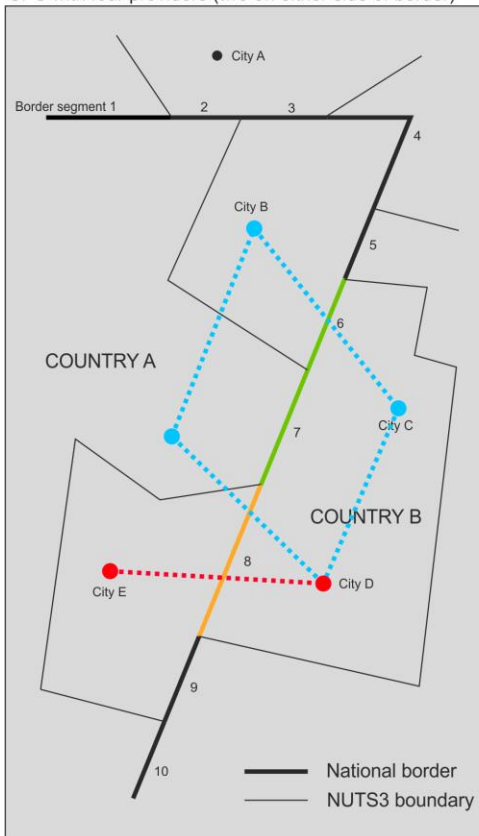 City A
Border segment 1
2
3
4
City B
5
6
COUNTRY A
City C
7
COUNTRY B
8
City E
City D
9
10
National border
NUTS3 boundary